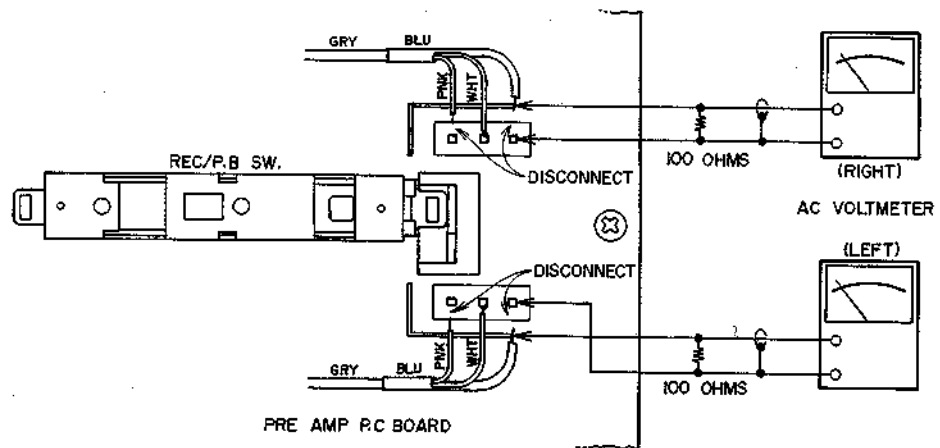 GRY
BLU
PNK
WHT
REC/P.B SW.
DISCONNECT
100 OHMS
(RIGHT)
AC VOLTMETER
(LEFT)
DISCONNECT
PNK
WHT
GRY
BLU
100 OHMS
PRE AMP P.C BOARD